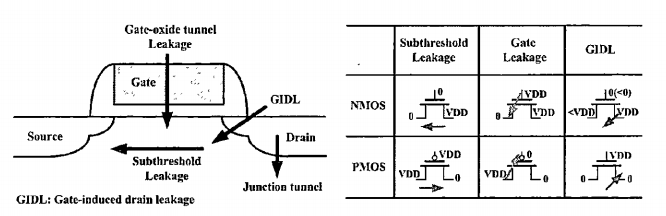 Gate-oxide tunnel
Leakage
Gate
GIDL
Source
Drain
Subthreshold
Leakage
Junction tunnel
GIDL: Gate-induced drain leakage
Subthreshold
Leakage
Gate
Leakage
GIDL
NMOS
0
0
VDD
VDD
0
VDD
0(<0)
<VDD
VDD
PMOS
VDD
VDD
0
0
VDD
0
VDD
0
0